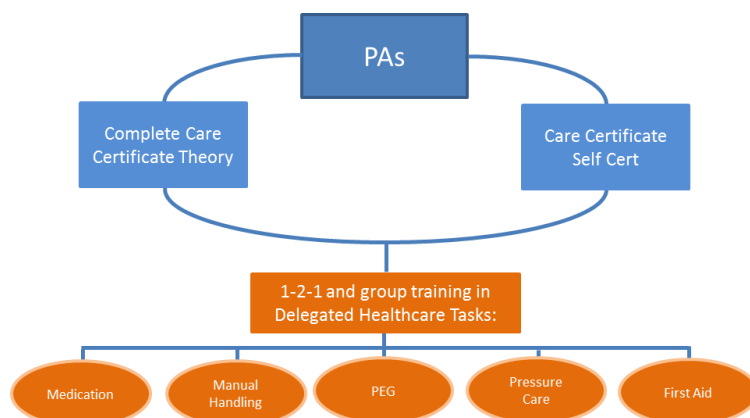 PAs
Complete Care
Certificate Theory
Care Certificate
Self Cert
1-2-1 and group training in
Delegated Healthcare Tasks:
Medication
Manual
Handling
PEG
Pressure
Care
First Aid